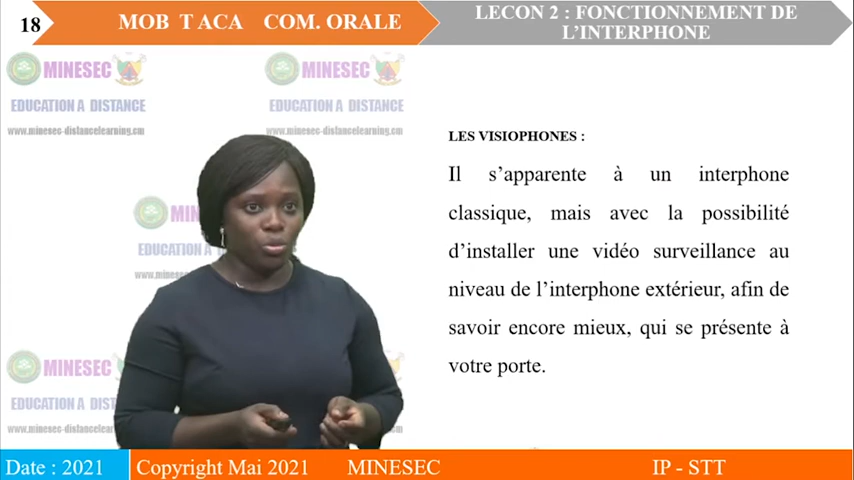 18
MOB T ACA COM. ORALE
LECON 2 : FONCTIONNEMENT DE
L’INTERPHONE
MINESEC
MINESEC
EDUCATION A DISTANCE
EDUCATION A DISTANCE
www.minesec-distancelearning.cm
www.minesec-distancelearning.cm
LES VISIOPHONES :
Il s’apparente à un interphone
classique, mais avec la possibilité
d’installer une vidéo surveillance au
niveau de l’interphone extérieur, afin de
savoir encore mieux, qui se présente à
votre porte.
MINESEC
Date : 2021
Copyright Mai 2021 MINESEC IP - STT